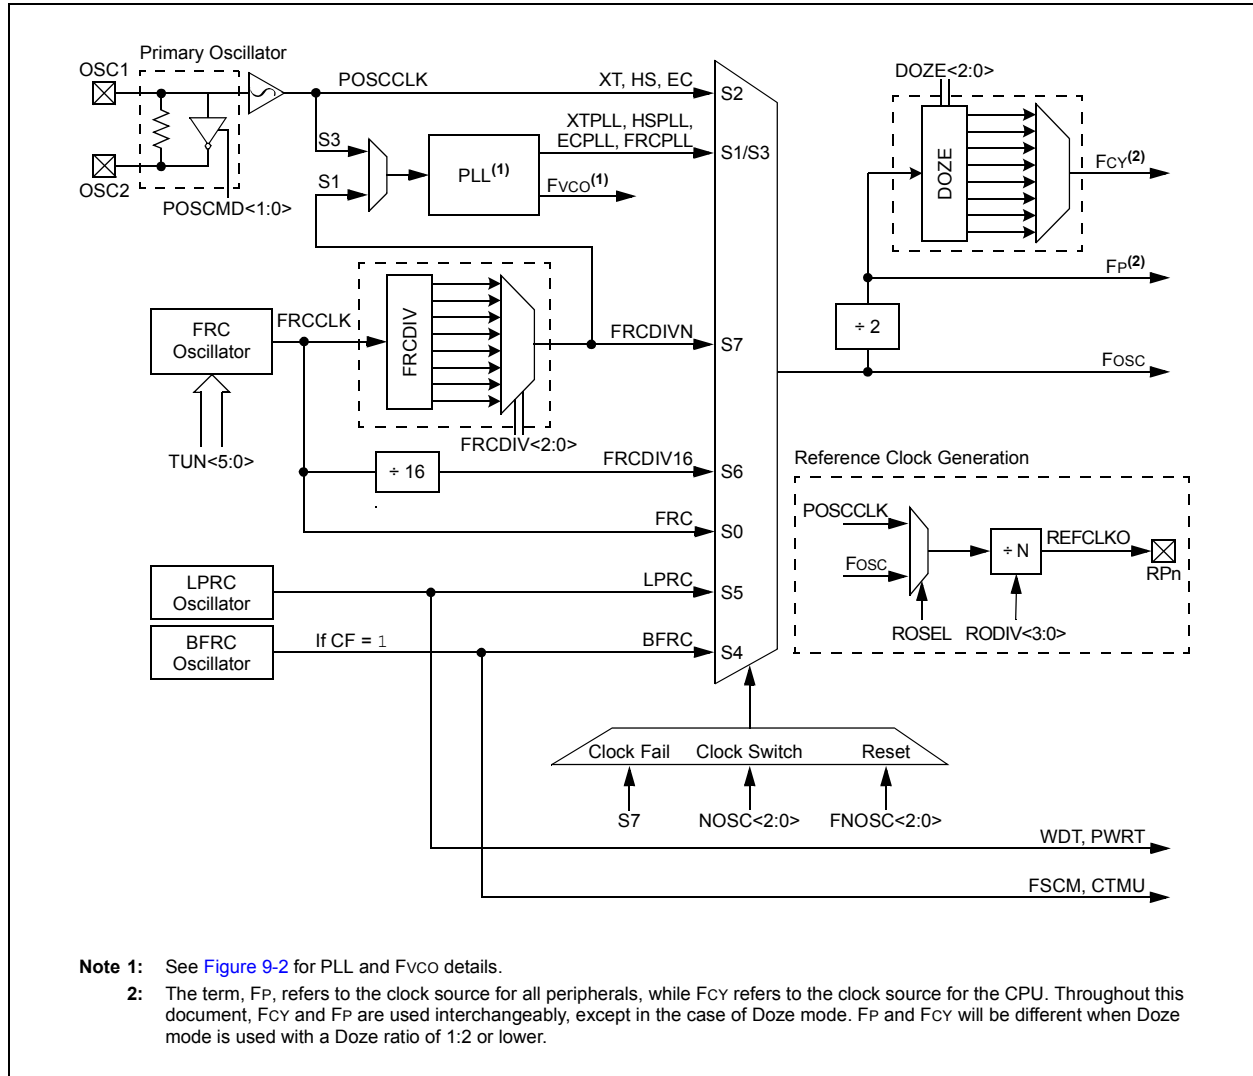 Primary Oscillator
OSC1
OSC2
POSCMD<1:0>
POSCCLK
XT, HS, EC
S2
S3
S1
PLL(1)
XTPLL, HSPLL,
ECPLL, FRCPLL
S1/S3
FVCO(1)
DOZE<2:0>
DOZE
FCY(2)
FP(2)
÷ 2
FOSC
FRC
Oscillator
TUN<5:0>
FRCCLK
FRCDIV
FRCDIV<2:0>
FRCDIVN
S7
÷ 16
FRCDIV16
S6
FRC
S0
LPRC
Oscillator
LPRC
S5
BFRC
Oscillator
If CF = 1
BFRC
S4
Reference Clock Generation
POSCCLK
FOSC
÷ N
REFCLKO
RPn
ROSEL
RODIV<3:0>
Clock Fail
Clock Switch
Reset
S7
NOSC<2:0>
FNOSC<2:0>
WDT, PWRT
FSCM, CTMU
Note 1: See Figure 9-2 for PLL and FVCO details.
2: The term, FP, refers to the clock source for all peripherals, while FCY refers to the clock source for the CPU. Throughout this
document, FCY and FP are used interchangeably, except in the case of Doze mode. FP and FCY will be different when Doze
mode is used with a Doze ratio of 1:2 or lower.